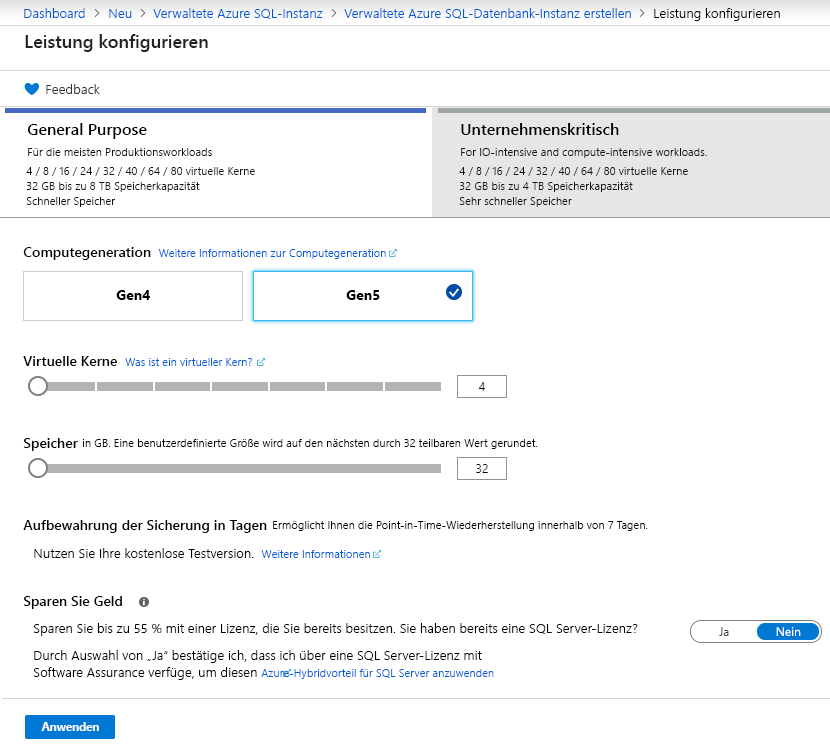 Dashboard > Neu > Verwaltete Azure SQL-Instanz > Verwaltete Azure SQL-Datenbank-Instanz erstellen > Leistung konfigurieren
Leistung konfigurieren
Feedback
General Purpose
Für die meisten Produktionsworkloads
4 / 8 / 16 / 24 / 32 / 40 / 64 / 80 virtuelle Kerne
32 GB bis zu 8 TB Speicherkapazität
Schneller Speicher
Unternehmenskritisch
For IO-intensive and compute-intensive workloads.
4 / 8 / 16 / 24 / 32 / 40 / 64 / 80 virtuelle Kerne
32 GB bis zu 4 TB Speicherkapazität
Sehr schneller Speicher
Computegeneration Weitere Informationen zur Computegeneration
Gen4
Gen5
Virtuelle Kerne Was ist ein virtueller Kern?
4
Speicher in GB. Eine benutzerdefinierte Größe wird auf den nächsten durch 32 teilbaren Wert gerundet.
32
Aufbewahrung der Sicherung in Tagen Ermöglicht Ihnen die Point-in-Time-Wiederherstellung innerhalb von 7 Tagen.
Nutzen Sie Ihre kostenlose Testversion. Weitere Informationen
Sparen Sie Geld
Sparen Sie bis zu 55 % mit einer Lizenz, die Sie bereits besitzen. Sie haben bereits eine SQL Server-Lizenz?
Ja Nein
Durch Auswahl von „Ja“ bestätige ich, dass ich über eine SQL Server-Lizenz mit
Software Assurance verfüge, um diesen Azure-Hybridvorteil für SQL Server anzuwenden
Anwenden